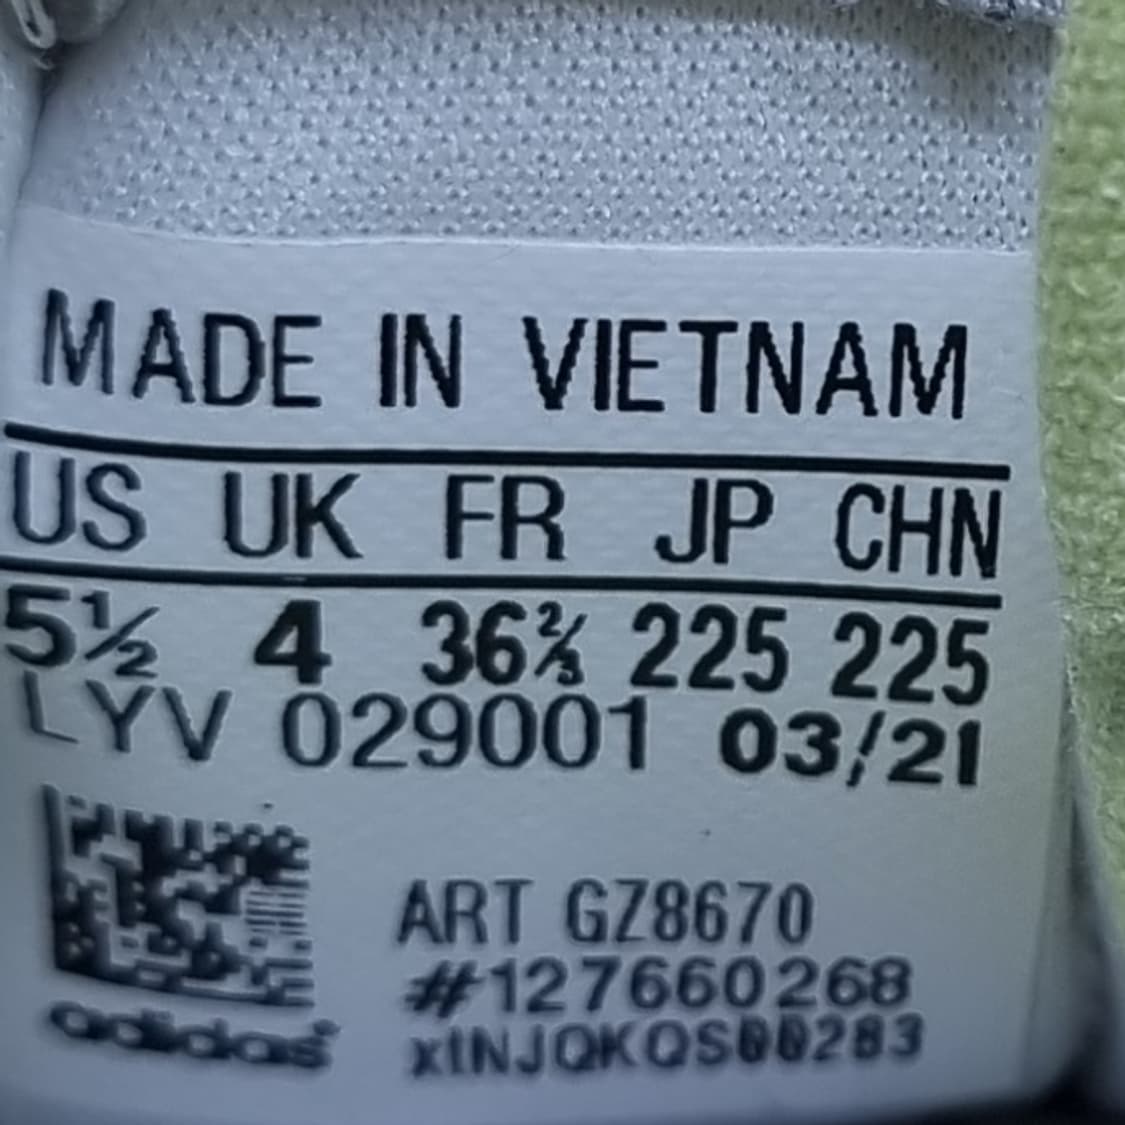 MADE IN VIETNAM
US UK FR JP CHN
5½ 4 36⅔ 225 225
LYV 029001 03/21
ART GZ8670
#127660268
adidas